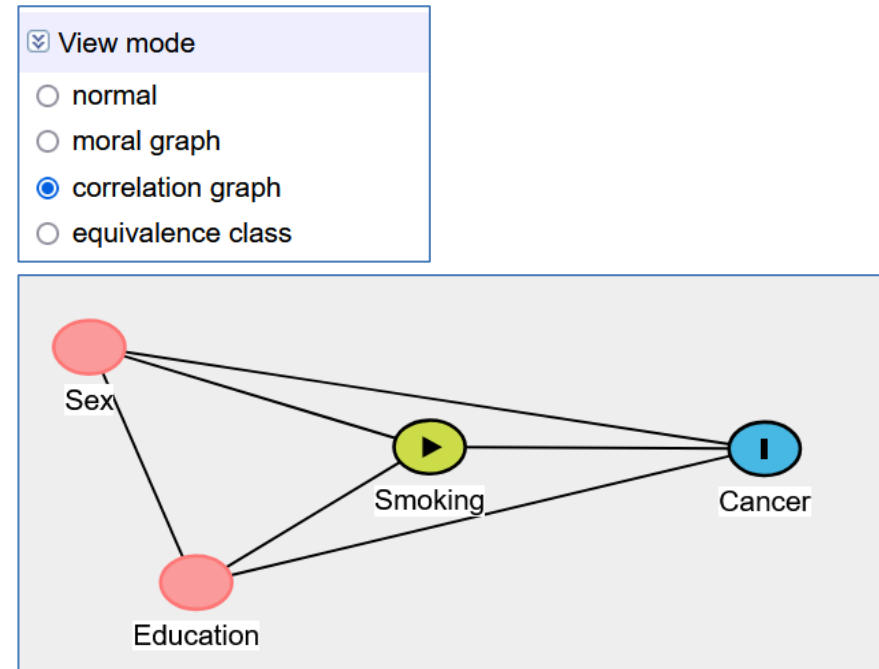 View mode
normal
moral graph
correlation graph
equivalence class
Sex
Smoking
Cancer
Education